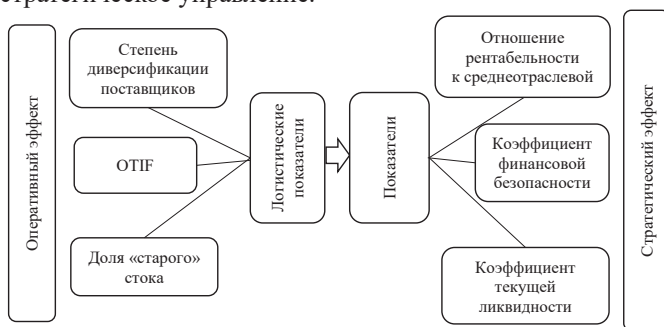 стратегическое управление.
Оперативный эффект
Степень
диверсификации
поставщиков
OTIF
Доля «старого»
стока
Логистические
показатели
Показатели
Отношение
рентабельности
к среднеотраслевой
Коэффициент
финансовой
безопасности
Коэффициент
текущей
ликвидности
Стратегический эффект